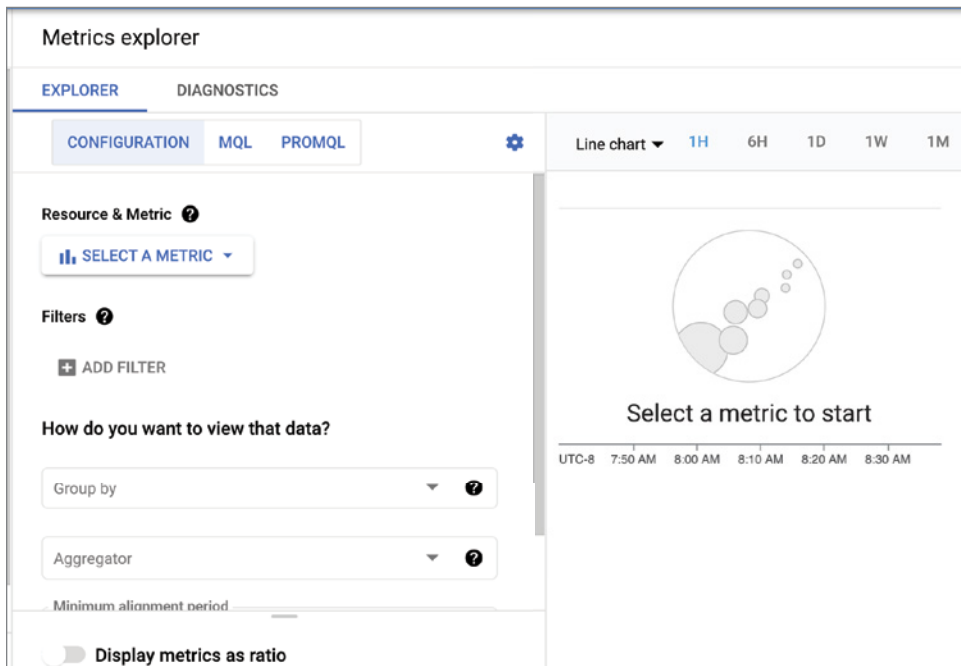 Metrics explorer
EXPLORER DIAGNOSTICS
CONFIGURATION MQL PROMQL
Line chart 1H 6H 1D 1W 1M
Resource & Metric
SELECT A METRIC
Filters
ADD FILTER
How do you want to view that data?
Group by
Aggregator
Minimum alignment period
Display metrics as ratio
Select a metric to start
UTC-8 7:50 AM 8:00 AM 8:10 AM 8:20 AM 8:30 AM